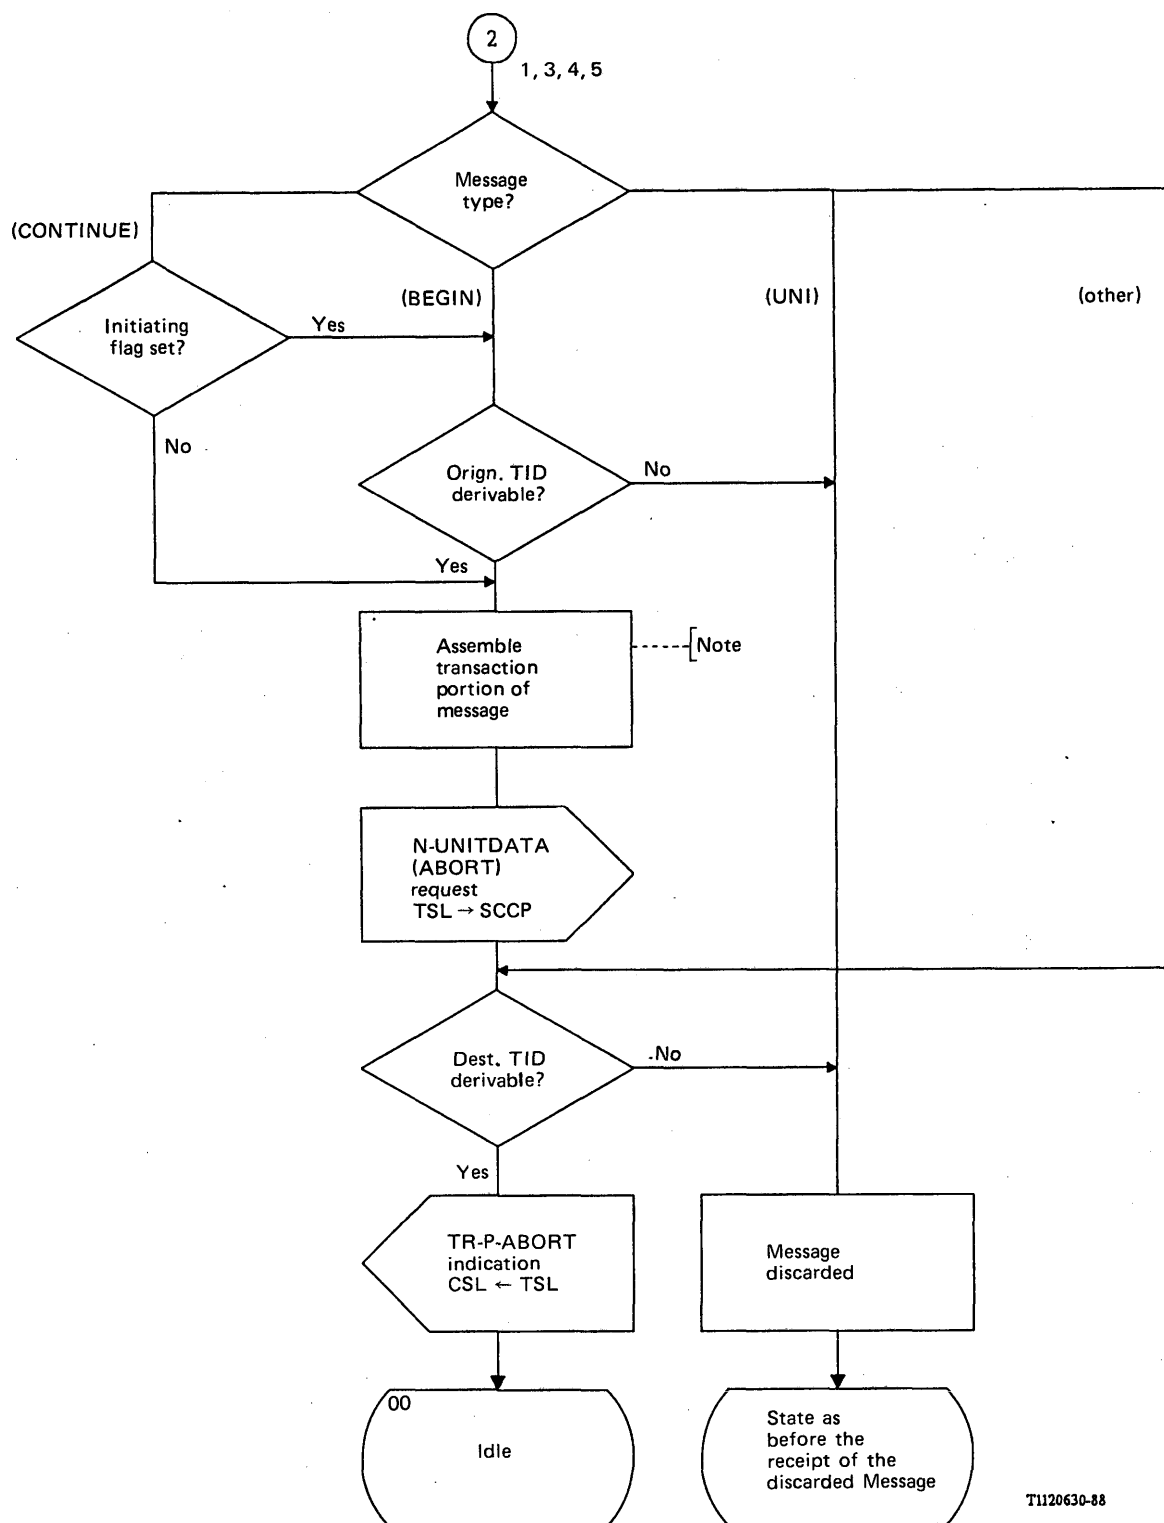 2
1, 3, 4, 5
Message
type?
(CONTINUE)
(BEGIN)
(UNI)
(other)
Initiating
flag set?
Yes
No
Orign. TID
derivable?
No
Yes
Assemble
transaction
portion of
message
Note
N-UNITDATA
(ABORT)
request
TSL → SCCP
Dest. TID
derivable?
No
Yes
TR-P-ABORT
indication
CSL ← TSL
Message
discarded
00
Idle
State as
before the
receipt of the
discarded Message
T1120630-88